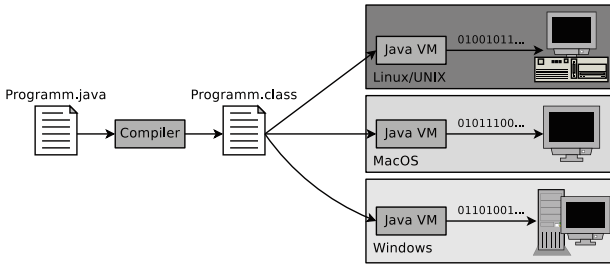 Programm.java
Compiler
Programm.class
Java VM
01001011...
Linux/UNIX
Java VM
01011100...
MacOS
Java VM
01101001...
Windows